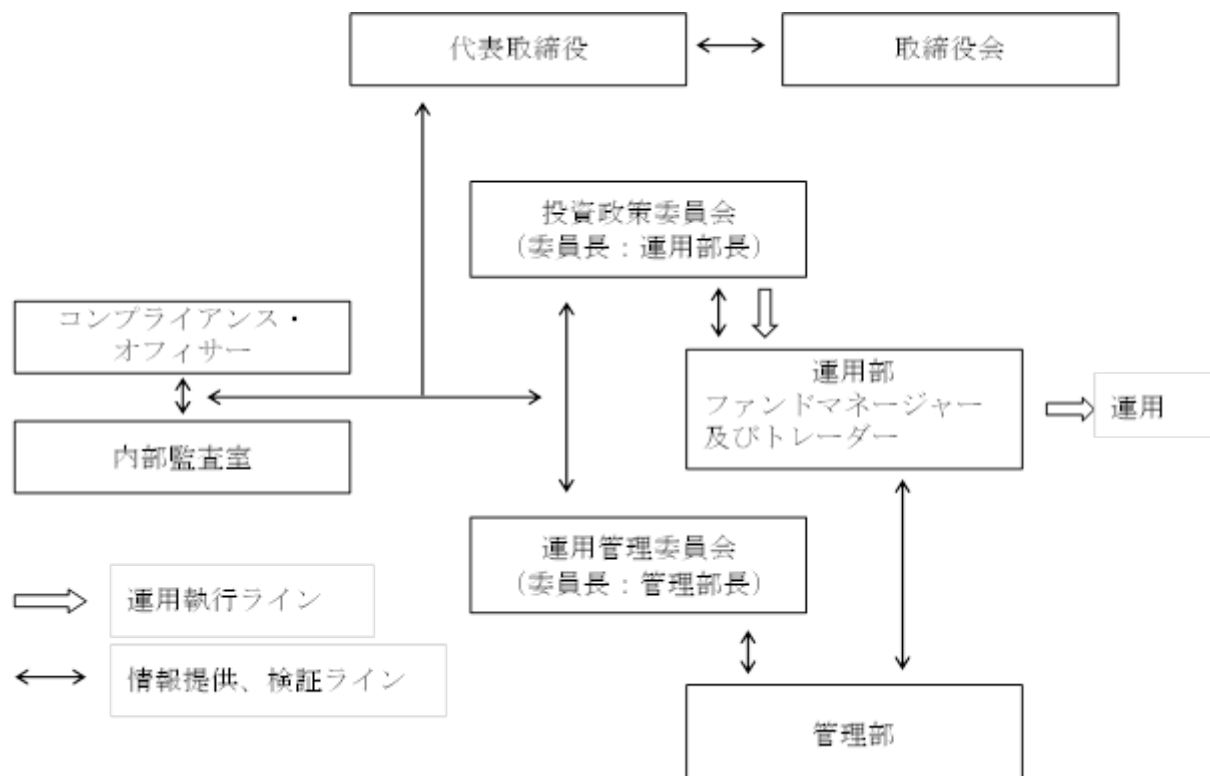 代表取締役
取締役会
投資政策委員会
（委員長：運用部長）
コンプライアンス・
オフィサー
内部監査室
運用部
ファンドマネージャー
及びトレーダー
運用
運用管理委員会
（委員長：管理部長）
運用執行ライン
情報提供、検証ライン
管理部